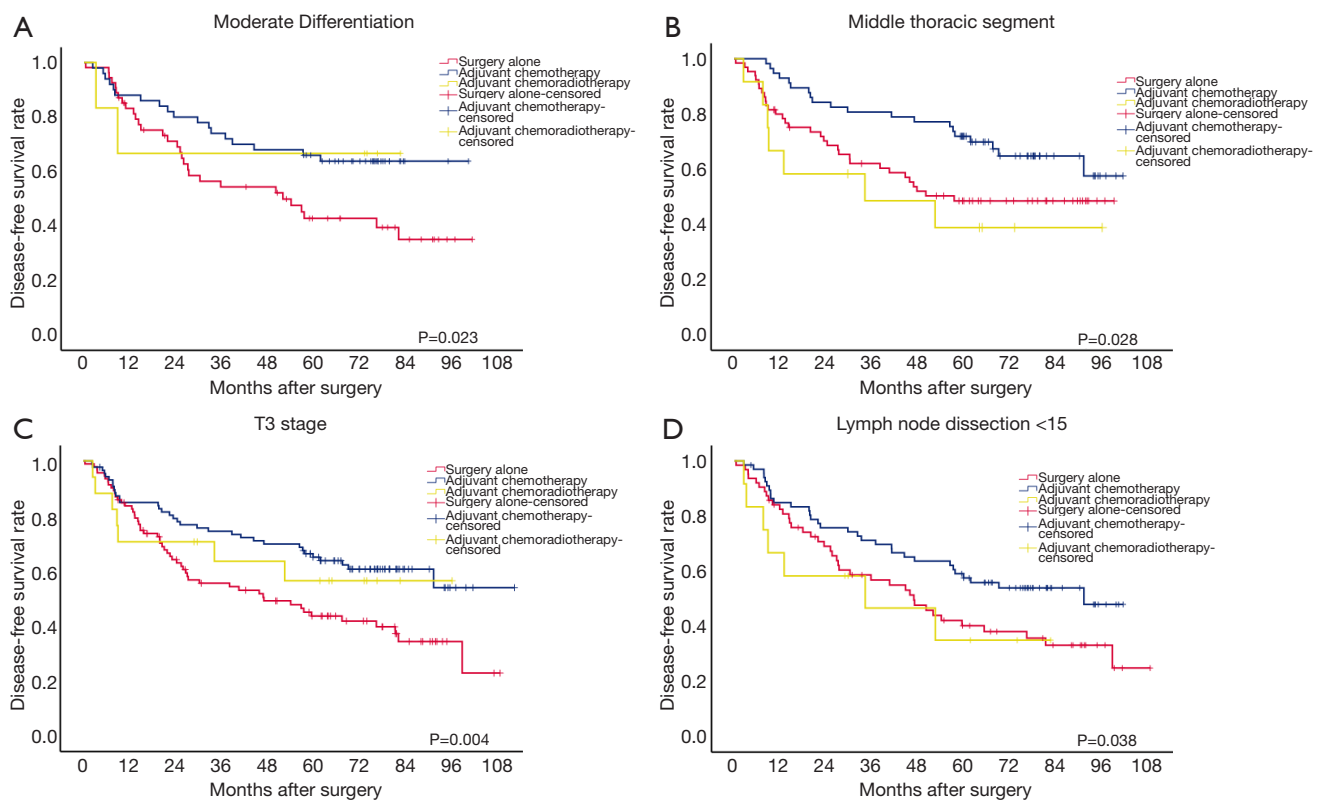 A
Moderate Differentiation
Disease-free survival rate
1.0
0.8
0.6
0.4
0.2
0.0
Surgery alone
Adjuvant chemotherapy
Adjuvant chemoradiotherapy
Surgery alone-censored
Adjuvant chemotherapy-
censored
Adjuvant chemoradiotherapy-
censored
P=0.023
0 12 24 36 48 60 72 84 96 108
Months after surgery
B
Middle thoracic segment
Disease-free survival rate
1.0
0.8
0.6
0.4
0.2
0.0
Surgery alone
Adjuvant chemotherapy
Adjuvant chemoradiotherapy
Surgery alone-censored
Adjuvant chemotherapy-
censored
Adjuvant chemoradiotherapy-
censored
P=0.028
0 12 24 36 48 60 72 84 96 108
Months after surgery
C
T3 stage
Disease-free survival rate
1.0
0.8
0.6
0.4
0.2
0.0
Surgery alone
Adjuvant chemotherapy
Adjuvant chemoradiotherapy
Surgery alone-censored
Adjuvant chemotherapy-
censored
Adjuvant chemoradiotherapy-
censored
P=0.004
0 12 24 36 48 60 72 84 96 108
Months after surgery
D
Lymph node dissection <15
Disease-free survival rate
1.0
0.8
0.6
0.4
0.2
0.0
Surgery alone
Adjuvant chemotherapy
Adjuvant chemoradiotherapy
Surgery alone-censored
Adjuvant chemotherapy-
censored
Adjuvant chemoradiotherapy-
censored
P=0.038
0 12 24 36 48 60 72 84 96 108
Months after surgery